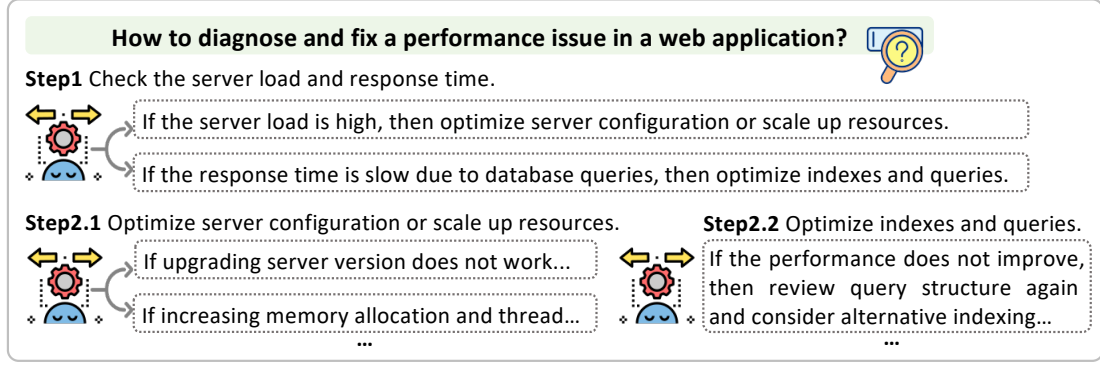 How to diagnose and fix a performance issue in a web application?
?
Step1 Check the server load and response time.
If the server load is high, then optimize server configuration or scale up resources.
If the response time is slow due to database queries, then optimize indexes and queries.
Step2.1 Optimize server configuration or scale up resources.
If upgrading server version does not work...
If increasing memory allocation and thread...
...
Step2.2 Optimize indexes and queries.
If the performance does not improve,
then review query structure again
and consider alternative indexing...
...